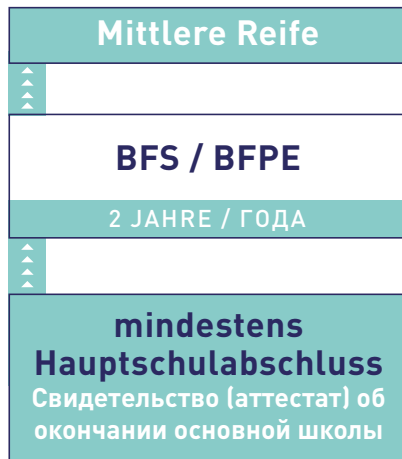 Mittlere Reife
BFS / BFPE
2 JAHRE / ГОДА
mindestens
Hauptschulabschluss
Свидетельство (аттестат) об
окончании основной школы